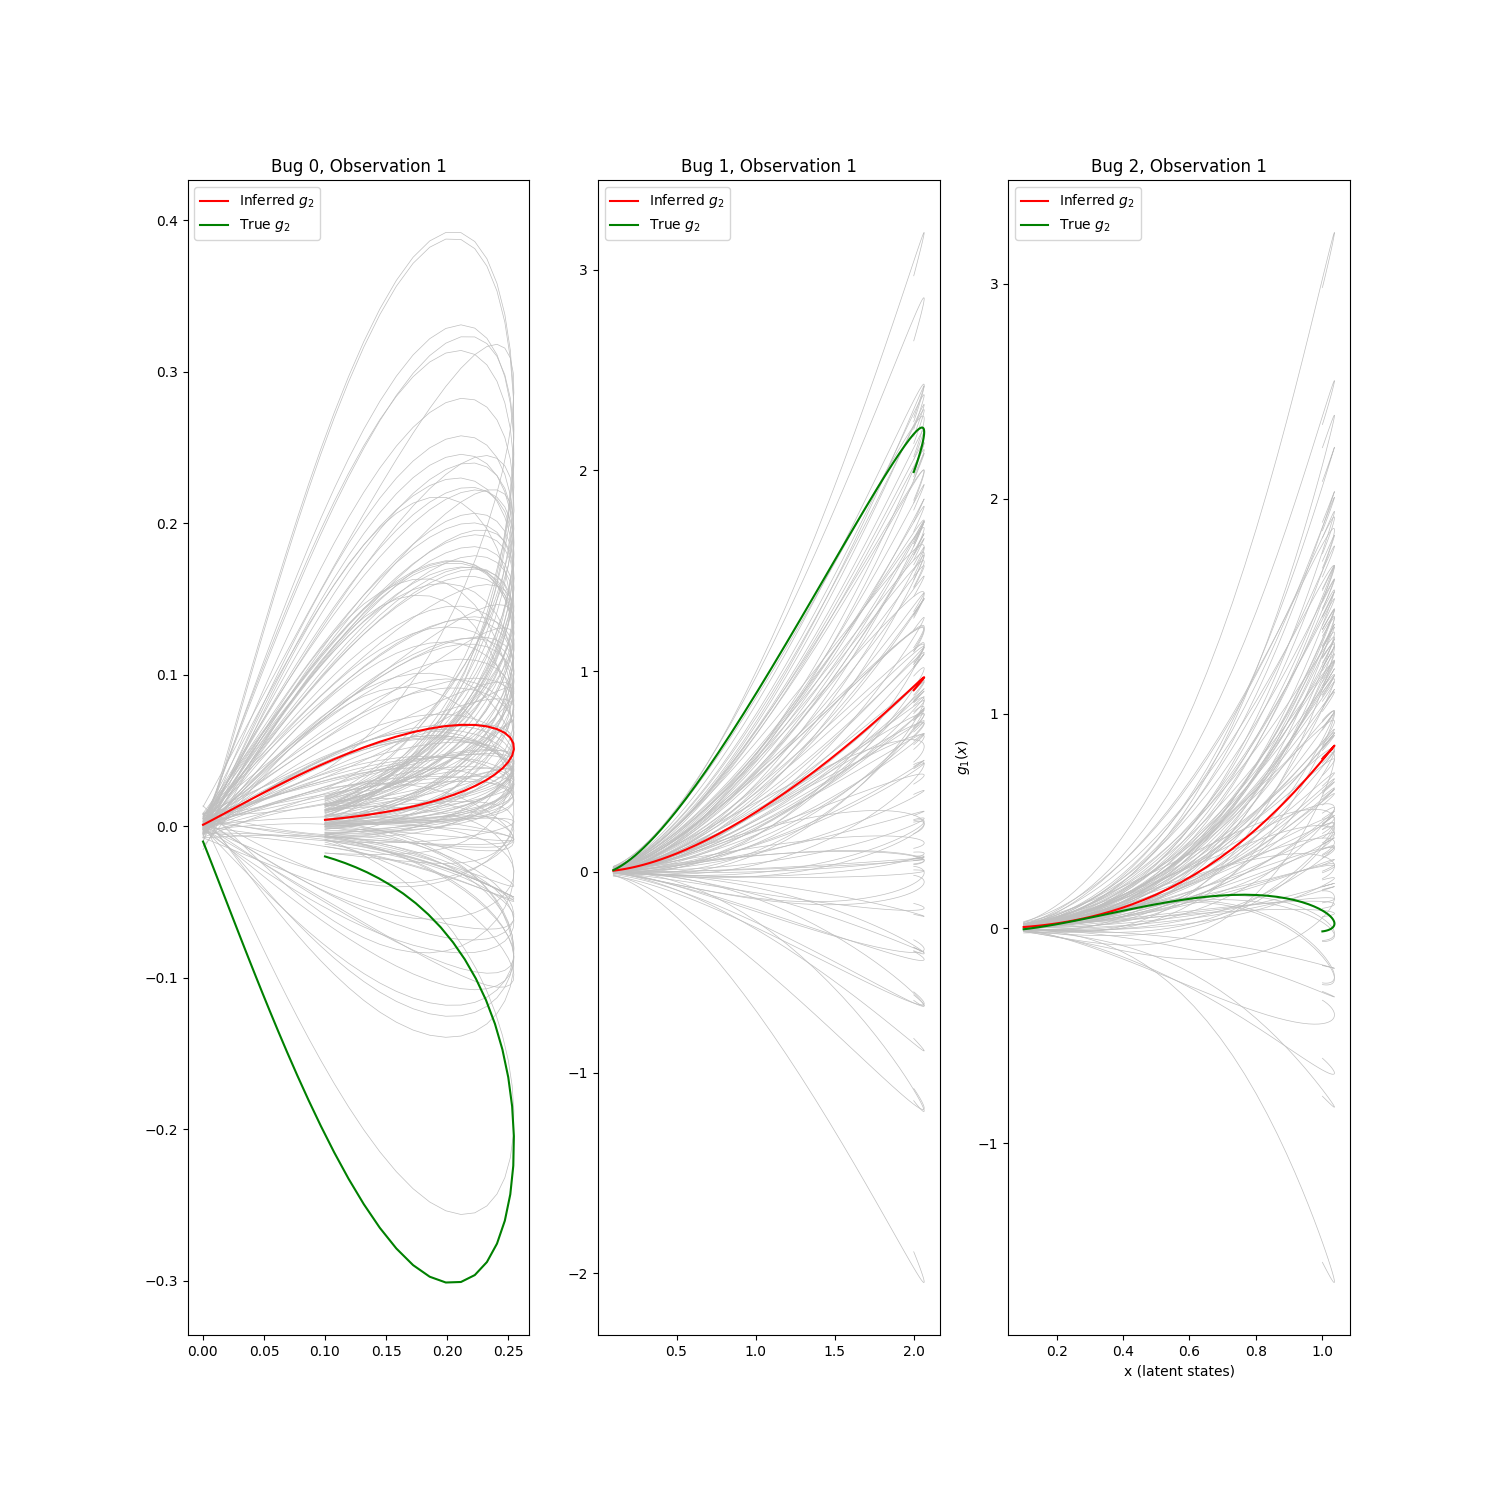 Bug 0, Observation 1
Inferred g₂
True g₂
0.4
0.3
0.2
0.1
0.0
−0.1
−0.2
−0.3
0.00 0.05 0.10 0.15 0.20 0.25
Bug 1, Observation 1
Inferred g₂
True g₂
3
2
1
0
−1
−2
0.5 1.0 1.5 2.0
Bug 2, Observation 1
Inferred g₂
True g₂
g₁(x)
3
2
1
0
−1
0.2 0.4 0.6 0.8 1.0
x (latent states)